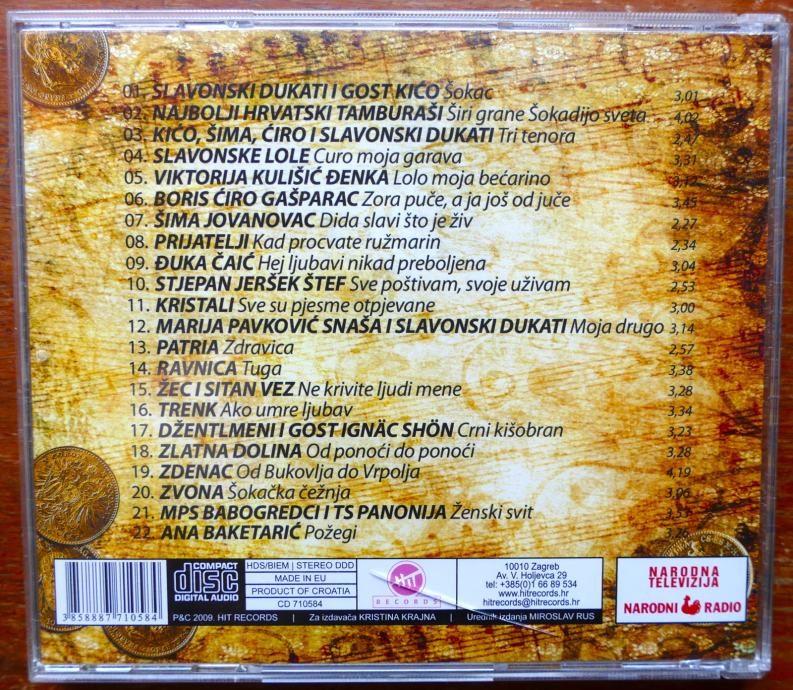 01. SLAVONSKI DUKATI I GOST KIĆO Šokac 3,01
02. NAJBOLJI HRVATSKI TAMBURAŠI Širi grane Šokadijo sveta 4,02
03. KIĆO, ŠIMA, ĆIRO I SLAVONSKI DUKATI Tri tenora 2,47
04. SLAVONSKE LOLE Curo moja garava 3,31
05. VIKTORIJA KULIŠIĆ ĐENKA Lolo moja bećarino 3,12
06. BORIS ĆIRO GAŠPARAC Zora puče, a ja još od juče 3,45
07. ŠIMA JOVANOVAC Dida slavi što je živ 2,27
08. PRIJATELJI Kad procvate ružmarin 2,34
09. ĐUKA ČAIĆ Hej ljubavi nikad preboljena 3,04
10. STJEPAN JERŠEK ŠTEF Sve poštivam, svoje uživam 2,53
11. KRISTALI Sve su pjesme otpjevane 3,00
12. MARIJA PAVKOVIĆ SNAŠA I SLAVONSKI DUKATI Moja drugo 3,14
13. PATRIA Zdravica 2,57
14. RAVNICA Tuga 3,38
15. ŽEC I SITAN VEZ Ne krivite ljudi mene 3,28
16. TRENK Ako umre ljubav 3,34
17. DŽENTLMENI I GOST IGNÄC SHÖN Crni kišobran 3,23
18. ZLATNA DOLINA Od ponoći do ponoći 3,28
19. ZDENAC Od Bukovlja do Vrpolja 4,19
20. ZVONA Šokačka čežnja 3,06
21. MPS BABOGREDCI I TS PANONIJA Ženski svit
22. ANA BAKETARIĆ Požegi
3 858887 710584
COMPACT
disc
DIGITAL AUDIO
HDS/BIEM | STEREO DDD
MADE IN EU
PRODUCT OF CROATIA
CD 710584
Hit
RECORDS
10010 Zagreb
Av. V. Holjevca 29
tel: +385(0)1 66 89 534
www.hitrecords.hr
hitrecords@hitrecords.hr
NARODNA
TELEVIZIJA
NARODNI RADIO
P&C 2009. HIT RECORDS | Za izdavača KRISTINA KRAJNA | Urednik izdanja MIROSLAV RUS